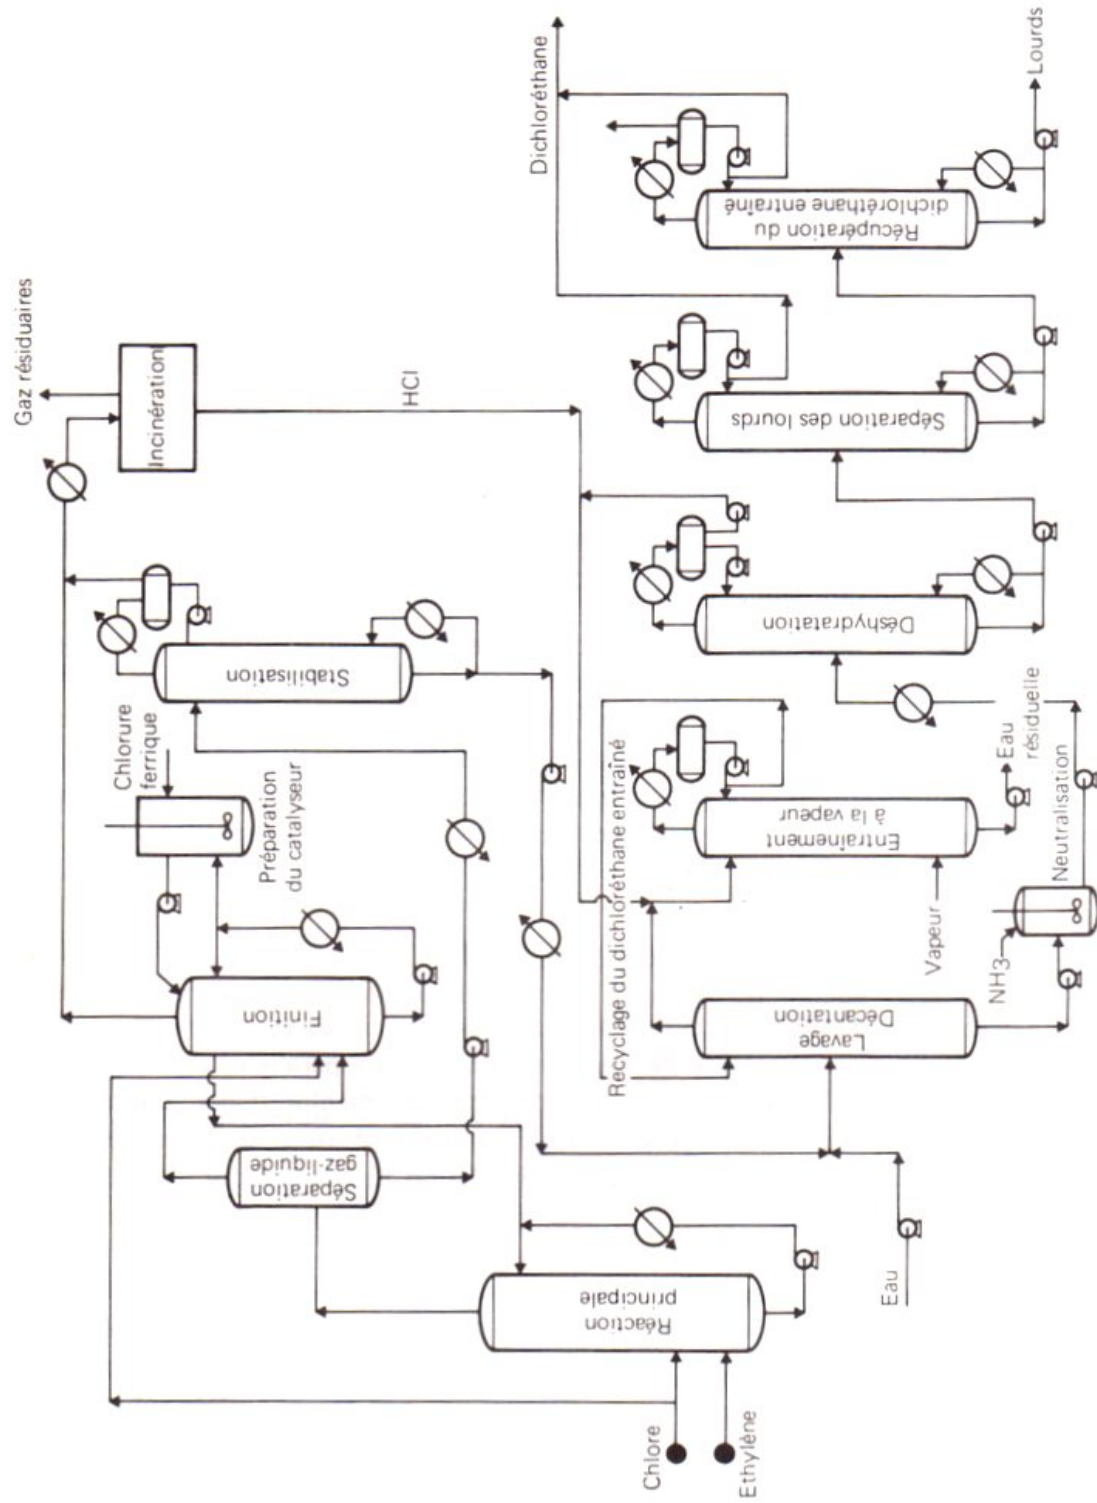 Gaz résiduaires
Incinération
HCl
Dichloréthane
Lourds
Récupération du
dichloréthane entraîné
Séparation des lourds
Déshydratation
Stabilisation
Chlorure
ferrique
Préparation
du catalyseur
Finition
Séparation
gaz-liquide
Réaction
principale
Chlore
Ethylène
Eau
Recyclage du dichloréthane entraîné
Lavage
Décantation
Entraînement
à la vapeur
Vapeur
Eau
résiduelle
NH3
Neutralisation